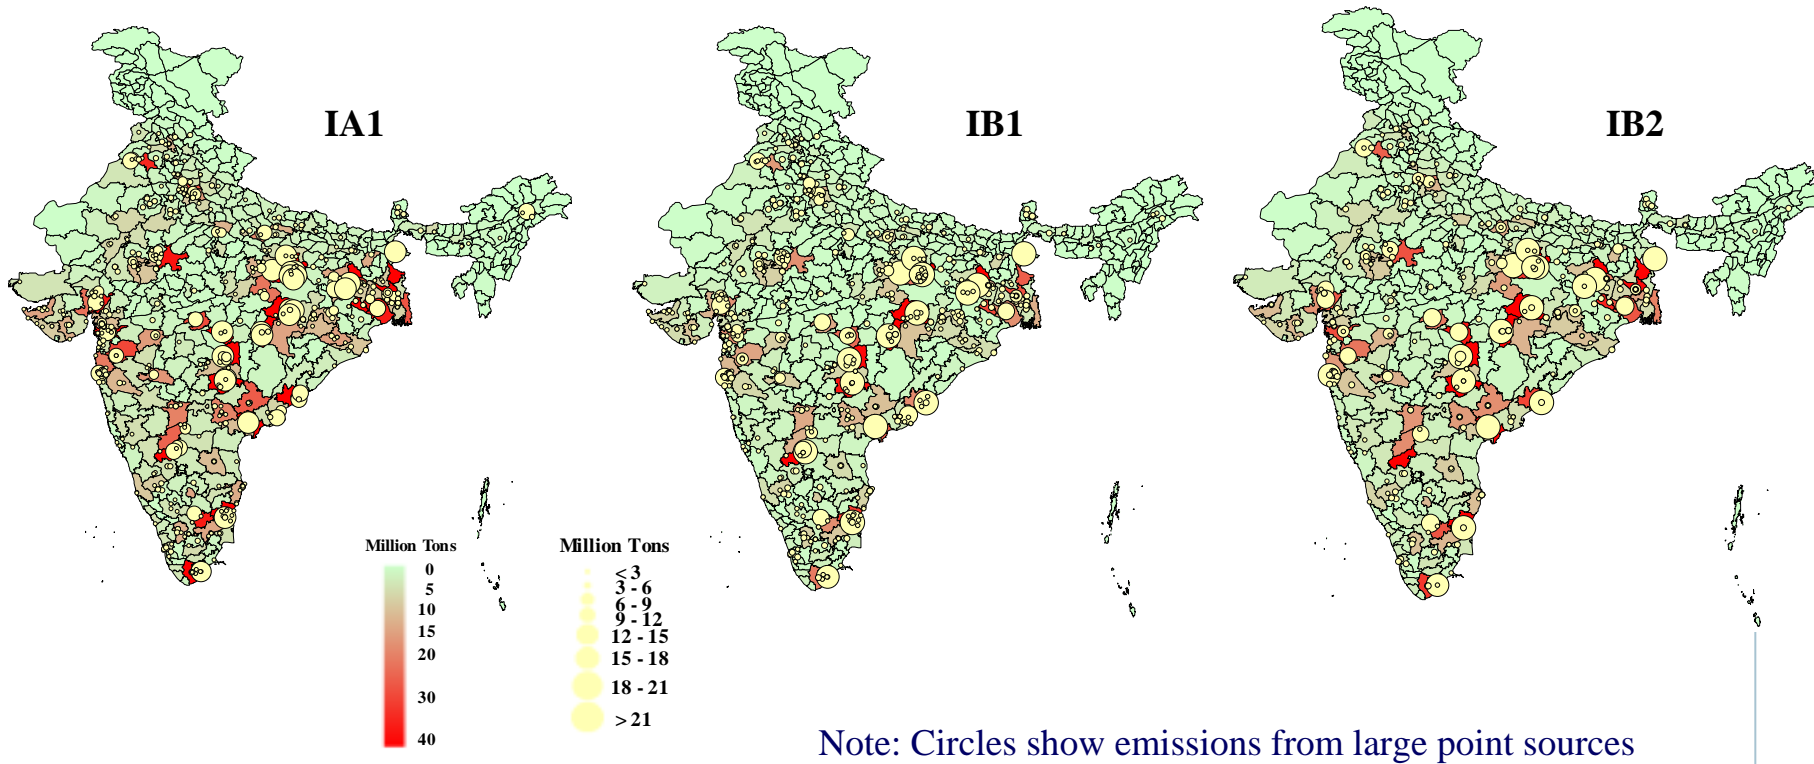 IA1
IB1
IB2
Million Tons
0
5
10
15
20
30
40
Million Tons
< 3
3 - 6
6 - 9
9 - 12
12 - 15
15 - 18
18 - 21
> 21
Note: Circles show emissions from large point sources